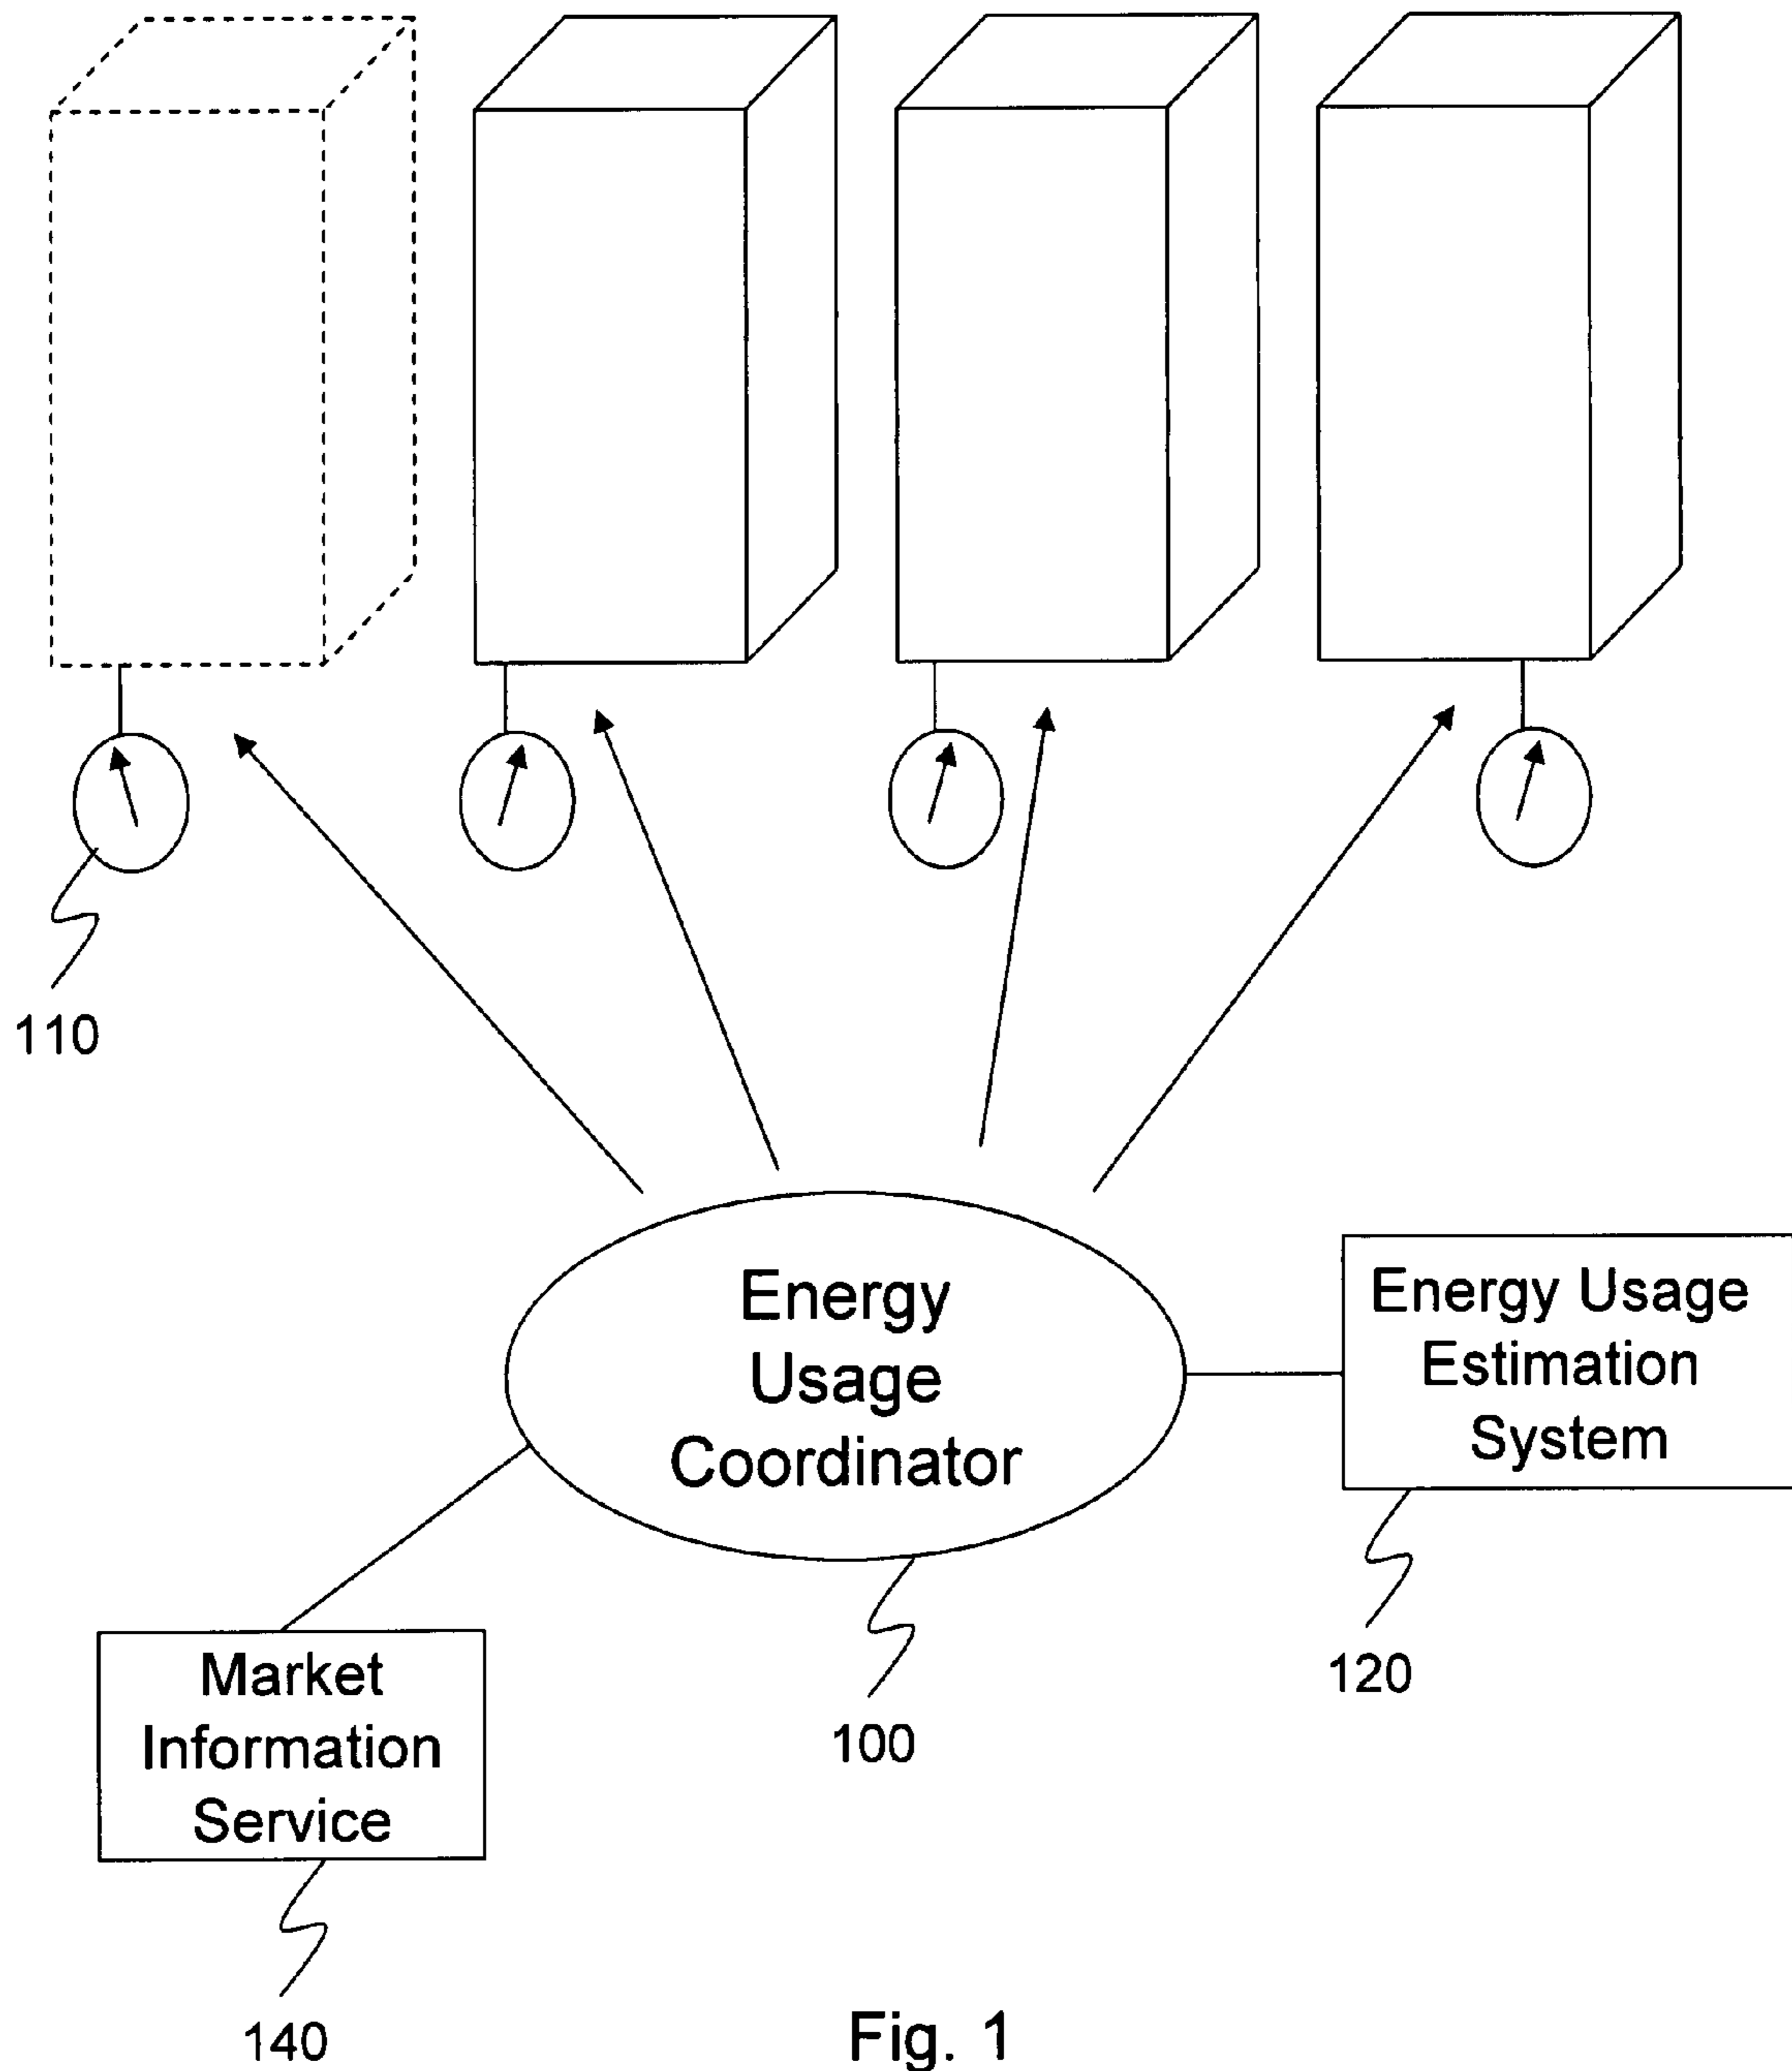 110
Energy
Usage
Coordinator
Energy Usage
Estimation
System
120
100
Market
Information
Service
140
Fig. 1